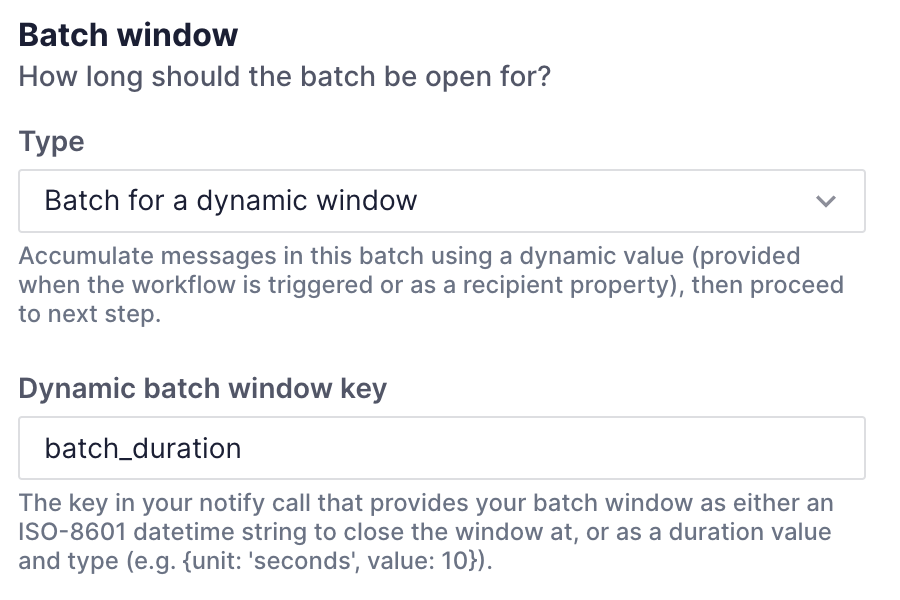 Batch window
How long should the batch be open for?
Type
Batch for a dynamic window
Accumulate messages in this batch using a dynamic value (provided
when the workflow is triggered or as a recipient property), then proceed
to next step.
Dynamic batch window key
batch_duration
The key in your notify call that provides your batch window as either an
ISO-8601 datetime string to close the window at, or as a duration value
and type (e.g. {unit: 'seconds', value: 10}).